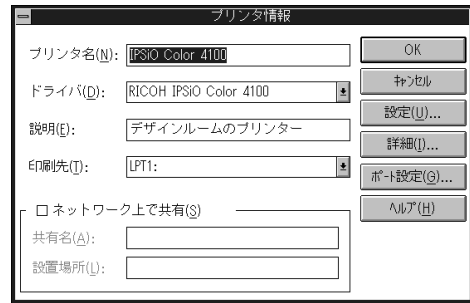 プリンタ情報
プリンタ名(N): IPSiO Color 4100
OK
ドライバ(D): RICOH IPSiO Color 4100
キャンセル
設定(U)...
説明(E): デザインルームのプリンター
詳細(I)...
印刷先(T): LPT1:
ポート設定(G)...
ネットワーク上で共有(S)
ヘルプ(H)
共有名(A):
設置場所(L):